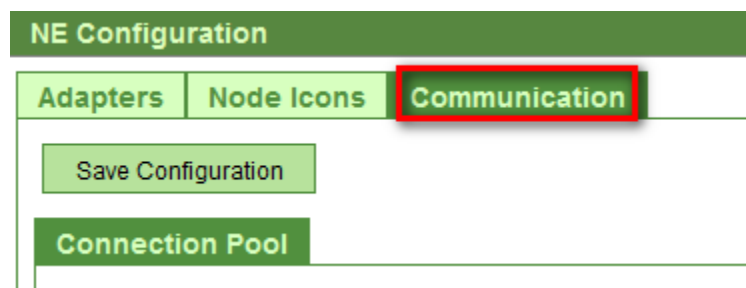 NE Configuration
Adapters Node Icons Communication
Save Configuration
Connection Pool